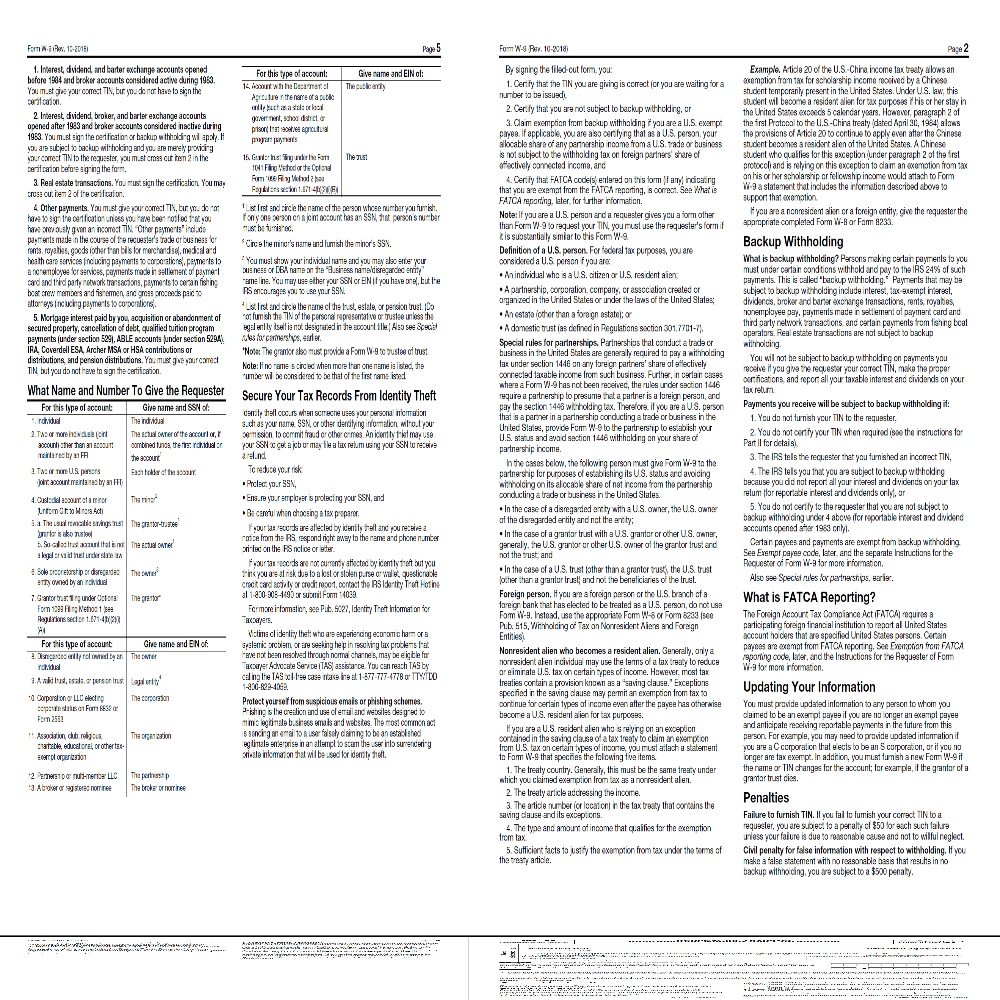 Form W-9 (Rev. 10-2018)
Page 5
1. Interest, dividend, and barter exchange accounts opened
before 1984 and broker accounts considered active during 1983.
You must give your correct TIN, but you do not have to sign the
certification.
2. Interest, dividend, broker, and barter exchange accounts
opened after 1983 and broker accounts considered inactive during
1983. You must sign the certification or backup withholding will apply. If
you are subject to backup withholding and you are merely providing
your correct TIN to the requester, you must cross out item 2 in the
certification before signing the form.
3. Real estate transactions. You must sign the certification. You may
cross out item 2 of the certification.
4. Other payments. You must give your correct TIN, but you do not
have to sign the certification unless you have been notified that you
have previously given an incorrect TIN. “Other payments” include
payments made in the course of the requester’s trade or business for
rents, royalties, goods (other than bills for merchandise), medical and
health care services (including payments to corporations), payments to
a nonemployee for services, payments made in settlement of payment
card and third party network transactions, payments to certain fishing
boat crew members and fishermen, and gross proceeds paid to
attorneys (including payments to corporations).
5. Mortgage interest paid by you, acquisition or abandonment of
secured property, cancellation of debt, qualified tuition program
payments (under section 529), ABLE accounts (under section 529A),
IRA, Coverdell ESA, Archer MSA or HSA contributions or
distributions, and pension distributions. You must give your correct
TIN, but you do not have to sign the certification.
What Name and Number To Give the Requester
For this type of account: Give name and SSN of:
1. Individual The individual
2. Two or more individuals (joint The actual owner of the account or, if
account) other than an account combined funds, the first individual on
maintained by an FFI the account1
3. Two or more U.S. persons Each holder of the account
(joint account maintained by an FFI)
4. Custodial account of a minor The minor2
(Uniform Gift to Minors Act)
5. a. The usual revocable savings trust The grantor-trustee1
(grantor is also trustee)
b. So-called trust account that is not The actual owner1
a legal or valid trust under state law
6. Sole proprietorship or disregarded The owner3
entity owned by an individual
7. Grantor trust filing under Optional The grantor*
Form 1099 Filing Method 1 (see
Regulations section 1.671-4(b)(2)(i)
(A))
For this type of account: Give name and EIN of:
8. Disregarded entity not owned by an The owner
individual
9. A valid trust, estate, or pension trust Legal entity4
10. Corporation or LLC electing The corporation
corporate status on Form 8832 or
Form 2553
11. Association, club, religious, The organization
charitable, educational, or other tax-
exempt organization
12. Partnership or multi-member LLC The partnership
13. A broker or registered nominee The broker or nominee
For this type of account: Give name and EIN of:
14. Account with the Department of The public entity
Agriculture in the name of a public
entity (such as a state or local
government, school district, or
prison) that receives agricultural
program payments
15. Grantor trust filing under the Form The trust
1041 Filing Method or the Optional
Form 1099 Filing Method 2 (see
Regulations section 1.671-4(b)(2)(i)(B))
1 List first and circle the name of the person whose number you furnish.
If only one person on a joint account has an SSN, that person’s number
must be furnished.
2 Circle the minor’s name and furnish the minor’s SSN.
3 You must show your individual name and you may also enter your
business or DBA name on the “Business name/disregarded entity”
name line. You may use either your SSN or EIN (if you have one), but the
IRS encourages you to use your SSN.
4 List first and circle the name of the trust, estate, or pension trust. (Do
not furnish the TIN of the personal representative or trustee unless the
legal entity itself is not designated in the account title.) Also see Special
rules for partnerships, earlier.
*Note: The grantor also must provide a Form W-9 to trustee of trust.
Note: If no name is circled when more than one name is listed, the
number will be considered to be that of the first name listed.
Secure Your Tax Records From Identity Theft
Identity theft occurs when someone uses your personal information
such as your name, SSN, or other identifying information, without your
permission, to commit fraud or other crimes. An identity thief may use
your SSN to get a job or may file a tax return using your SSN to receive
a refund.
To reduce your risk:
• Protect your SSN,
• Ensure your employer is protecting your SSN, and
• Be careful when choosing a tax preparer.
If your tax records are affected by identity theft and you receive a
notice from the IRS, respond right away to the name and phone number
printed on the IRS notice or letter.
If your tax records are not currently affected by identity theft but you
think you are at risk due to a lost or stolen purse or wallet, questionable
credit card activity or credit report, contact the IRS Identity Theft Hotline
at 1-800-908-4490 or submit Form 14039.
For more information, see Pub. 5027, Identity Theft Information for
Taxpayers.
Victims of identity theft who are experiencing economic harm or a
systemic problem, or are seeking help in resolving tax problems that
have not been resolved through normal channels, may be eligible for
Taxpayer Advocate Service (TAS) assistance. You can reach TAS by
calling the TAS toll-free case intake line at 1-877-777-4778 or TTY/TDD
1-800-829-4059.
Protect yourself from suspicious emails or phishing schemes.
Phishing is the creation and use of email and websites designed to
mimic legitimate business emails and websites. The most common act
is sending an email to a user falsely claiming to be an established
legitimate enterprise in an attempt to scam the user into surrendering
private information that will be used for identity theft.
Form W-9 (Rev. 10-2018)
Page 2
By signing the filled-out form, you:
1. Certify that the TIN you are giving is correct (or you are waiting for a
number to be issued),
2. Certify that you are not subject to backup withholding, or
3. Claim exemption from backup withholding if you are a U.S. exempt
payee. If applicable, you are also certifying that as a U.S. person, your
allocable share of any partnership income from a U.S. trade or business
is not subject to the withholding tax on foreign partners' share of
effectively connected income, and
4. Certify that FATCA code(s) entered on this form (if any) indicating
that you are exempt from the FATCA reporting, is correct. See What is
FATCA reporting, later, for further information.
Note: If you are a U.S. person and a requester gives you a form other
than Form W-9 to request your TIN, you must use the requester’s form if
it is substantially similar to this Form W-9.
Definition of a U.S. person. For federal tax purposes, you are
considered a U.S. person if you are:
• An individual who is a U.S. citizen or U.S. resident alien;
• A partnership, corporation, company, or association created or
organized in the United States or under the laws of the United States;
• An estate (other than a foreign estate); or
• A domestic trust (as defined in Regulations section 301.7701-7).
Special rules for partnerships. Partnerships that conduct a trade or
business in the United States are generally required to pay a withholding
tax under section 1446 on any foreign partners’ share of effectively
connected taxable income from such business. Further, in certain cases
where a Form W-9 has not been received, the rules under section 1446
require a partnership to presume that a partner is a foreign person, and
pay the section 1446 withholding tax. Therefore, if you are a U.S. person
that is a partner in a partnership conducting a trade or business in the
United States, provide Form W-9 to the partnership to establish your
U.S. status and avoid section 1446 withholding on your share of
partnership income.
In the cases below, the following person must give Form W-9 to the
partnership for purposes of establishing its U.S. status and avoiding
withholding on its allocable share of net income from the partnership
conducting a trade or business in the United States.
• In the case of a disregarded entity with a U.S. owner, the U.S. owner
of the disregarded entity and not the entity;
• In the case of a grantor trust with a U.S. grantor or other U.S. owner,
generally, the U.S. grantor or other U.S. owner of the grantor trust and
not the trust; and
• In the case of a U.S. trust (other than a grantor trust), the U.S. trust
(other than a grantor trust) and not the beneficiaries of the trust.
Foreign person. If you are a foreign person or the U.S. branch of a
foreign bank that has elected to be treated as a U.S. person, do not use
Form W-9. Instead, use the appropriate Form W-8 or Form 8233 (see
Pub. 515, Withholding of Tax on Nonresident Aliens and Foreign
Entities).
Nonresident alien who becomes a resident alien. Generally, only a
nonresident alien individual may use the terms of a tax treaty to reduce
or eliminate U.S. tax on certain types of income. However, most tax
treaties contain a provision known as a “saving clause.” Exceptions
specified in the saving clause may permit an exemption from tax to
continue for certain types of income even after the payee has otherwise
become a U.S. resident alien for tax purposes.
If you are a U.S. resident alien who is relying on an exception
contained in the saving clause of a tax treaty to claim an exemption
from U.S. tax on certain types of income, you must attach a statement
to Form W-9 that specifies the following five items.
1. The treaty country. Generally, this must be the same treaty under
which you claimed exemption from tax as a nonresident alien.
2. The treaty article addressing the income.
3. The article number (or location) in the tax treaty that contains the
saving clause and its exceptions.
4. The type and amount of income that qualifies for the exemption
from tax.
5. Sufficient facts to justify the exemption from tax under the terms of
the treaty article.
Example. Article 20 of the U.S.-China income tax treaty allows an
exemption from tax for scholarship income received by a Chinese
student temporarily present in the United States. Under U.S. law, this
student will become a resident alien for tax purposes if his or her stay in
the United States exceeds 5 calendar years. However, paragraph 2 of
the first Protocol to the U.S.-China treaty (dated April 30, 1984) allows
the provisions of Article 20 to continue to apply even after the Chinese
student becomes a resident alien of the United States. A Chinese
student who qualifies for this exception (under paragraph 2 of the first
protocol) and is relying on this exception to claim an exemption from tax
on his or her scholarship or fellowship income would attach to Form
W-9 a statement that includes the information described above to
support that exemption.
If you are a nonresident alien or a foreign entity, give the requester the
appropriate completed Form W-8 or Form 8233.
Backup Withholding
What is backup withholding? Persons making certain payments to you
must under certain conditions withhold and pay to the IRS 24% of such
payments. This is called “backup withholding.” Payments that may be
subject to backup withholding include interest, tax-exempt interest,
dividends, broker and barter exchange transactions, rents, royalties,
nonemployee pay, payments made in settlement of payment card and
third party network transactions, and certain payments from fishing boat
operators. Real estate transactions are not subject to backup
withholding.
You will not be subject to backup withholding on payments you
receive if you give the requester your correct TIN, make the proper
certifications, and report all your taxable interest and dividends on your
tax return.
Payments you receive will be subject to backup withholding if:
1. You do not furnish your TIN to the requester,
2. You do not certify your TIN when required (see the instructions for
Part II for details),
3. The IRS tells the requester that you furnished an incorrect TIN,
4. The IRS tells you that you are subject to backup withholding
because you did not report all your interest and dividends on your tax
return (for reportable interest and dividends only), or
5. You do not certify to the requester that you are not subject to
backup withholding under 4 above (for reportable interest and dividend
accounts opened after 1983 only).
Certain payees and payments are exempt from backup withholding.
See Exempt payee code, later, and the separate Instructions for the
Requester of Form W-9 for more information.
Also see Special rules for partnerships, earlier.
What is FATCA Reporting?
The Foreign Account Tax Compliance Act (FATCA) requires a
participating foreign financial institution to report all United States
account holders that are specified United States persons. Certain
payees are exempt from FATCA reporting. See Exemption from FATCA
reporting code, later, and the Instructions for the Requester of Form
W-9 for more information.
Updating Your Information
You must provide updated information to any person to whom you
claimed to be an exempt payee if you are no longer an exempt payee
and anticipate receiving reportable payments in the future from this
person. For example, you may need to provide updated information if
you are a C corporation that elects to be an S corporation, or if you no
longer are tax exempt. In addition, you must furnish a new Form W-9 if
the name or TIN changes for the account; for example, if the grantor of a
grantor trust dies.
Penalties
Failure to furnish TIN. If you fail to furnish your correct TIN to a
requester, you are subject to a penalty of $50 for each such failure
unless your failure is due to reasonable cause and not to willful neglect.
Civil penalty for false information with respect to withholding. If you
make a false statement with no reasonable basis that results in no
backup withholding, you are subject to a $500 penalty.